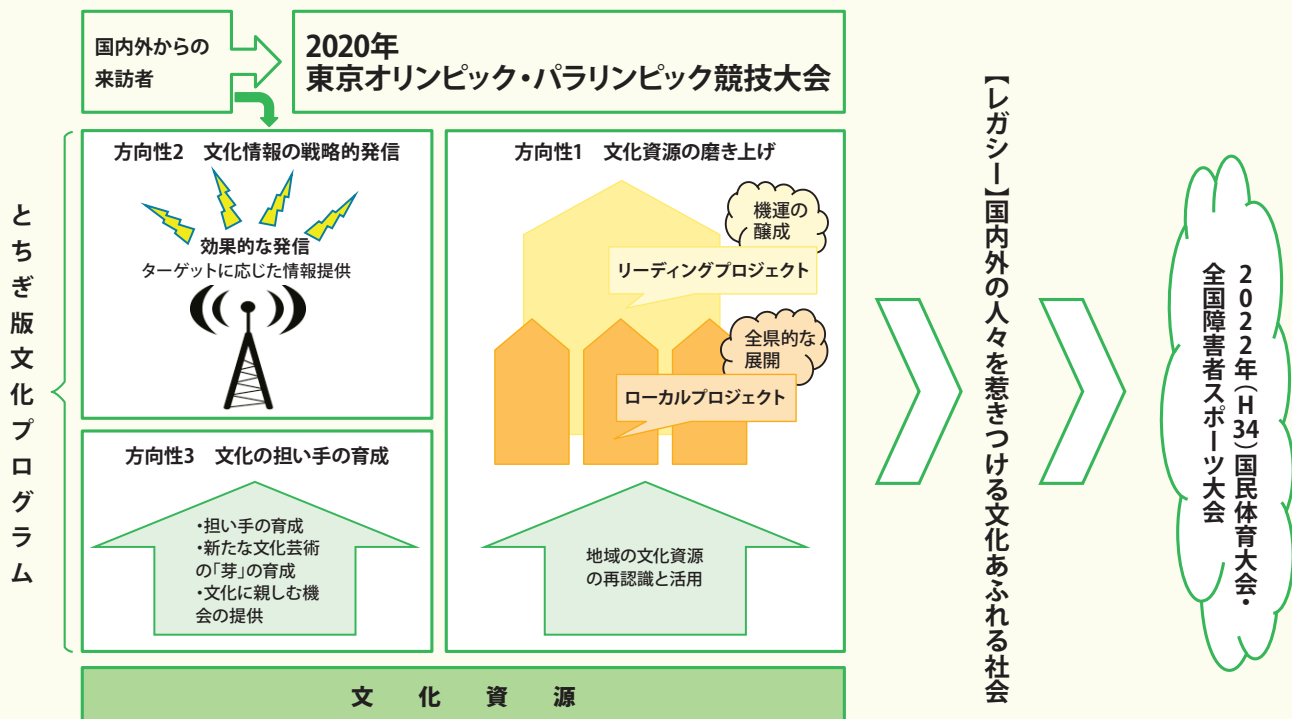 国内外からの
来訪者
2020年
東京オリンピック・パラリンピック競技大会
とちぎ版文化プログラム
方向性2　文化情報の戦略的発信
効果的な発信
ターゲットに応じた情報提供
方向性1　文化資源の磨き上げ
機運の
醸成
リーディングプロジェクト
全県的な
展開
ローカルプロジェクト
地域の文化資源
の再認識と活用
方向性3　文化の担い手の育成
・担い手の育成
・新たな文化芸術
の「芽」の育成
・文化に親しむ機
会の提供
文　化　資　源
【レガシー】国内外の人々を惹きつける文化あふれる社会
2022年(H34)国民体育大会・
全国障害者スポーツ大会